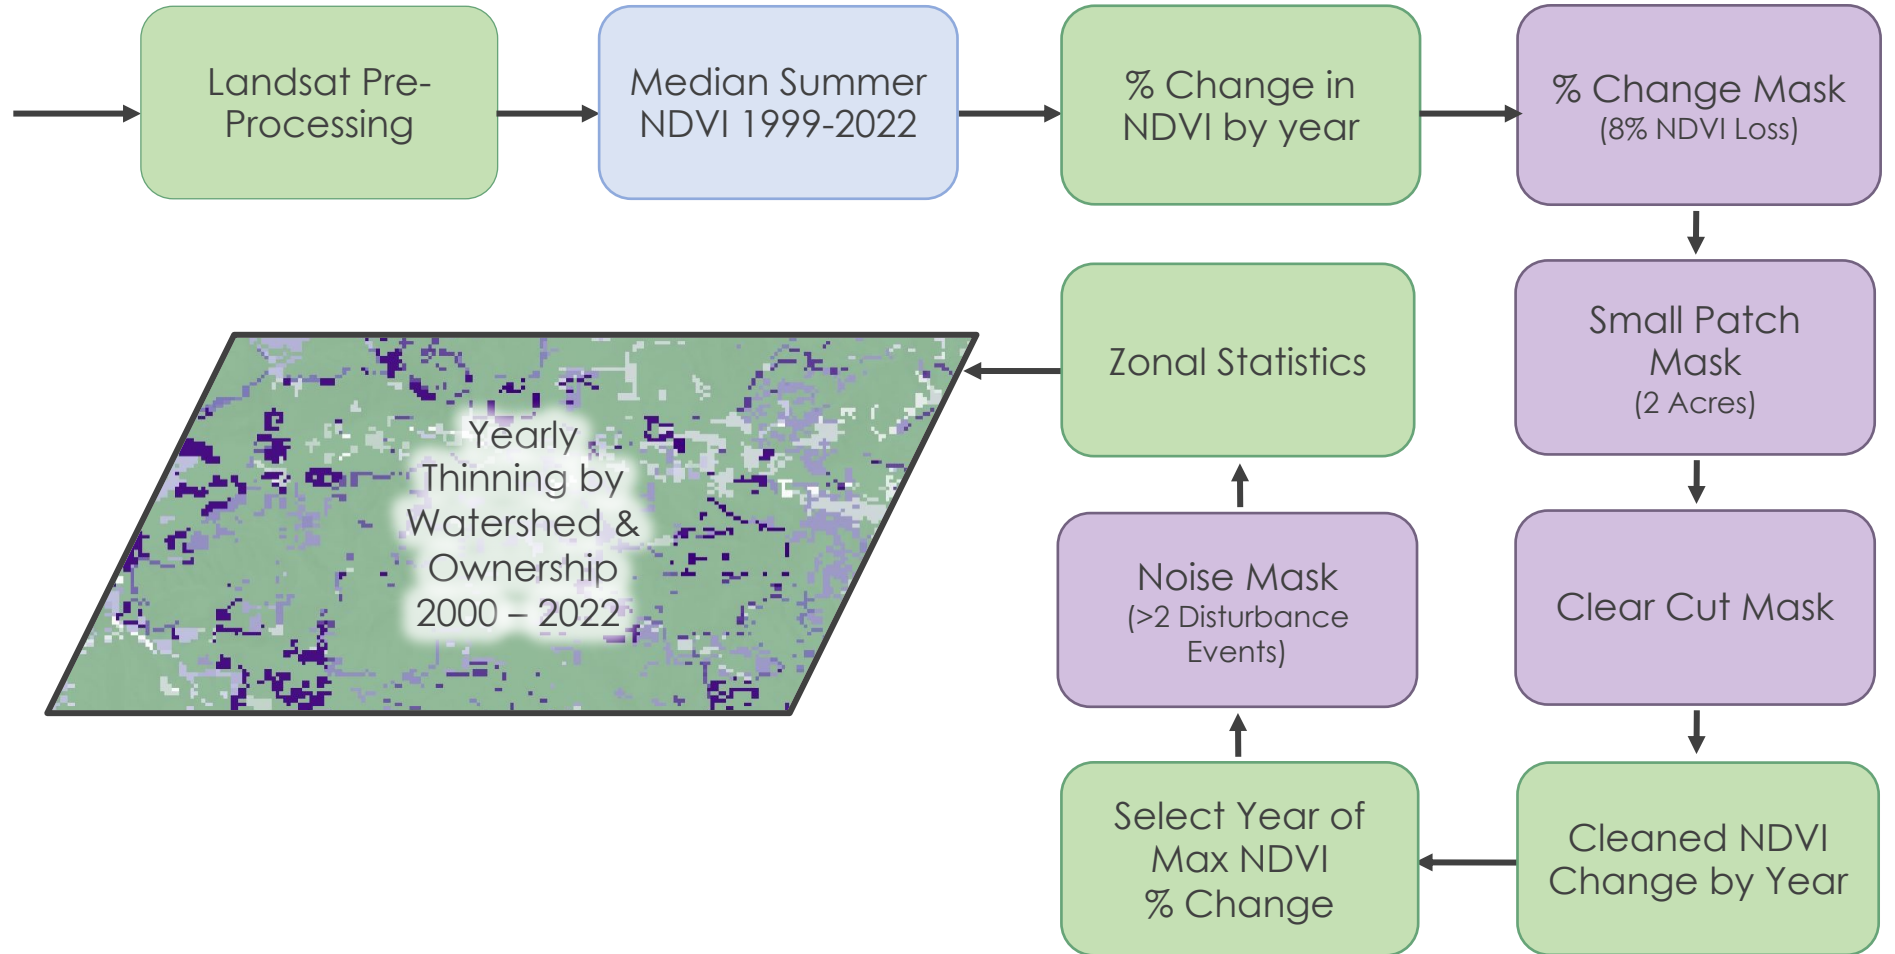 Landsat Pre-
Processing
Median Summer
NDVI 1999-2022
% Change in
NDVI by year
% Change Mask
(8% NDVI Loss)
Small Patch
Mask
(2 Acres)
Clear Cut Mask
Cleaned NDVI
Change by Year
Select Year of
Max NDVI
% Change
Noise Mask
(>2 Disturbance
Events)
Zonal Statistics
Yearly
Thinning by
Watershed &
Ownership
2000 – 2022